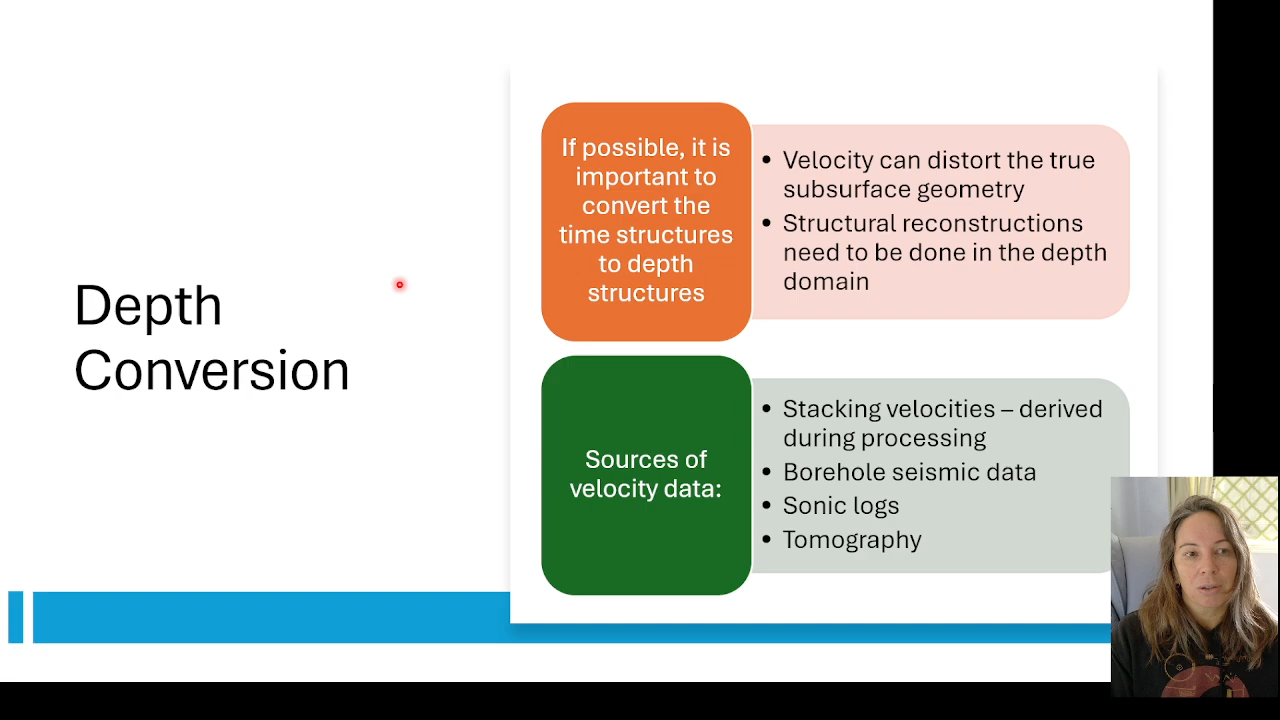 Depth
Conversion
If possible, it is
important to
convert the
time structures
to depth
structures
• Velocity can distort the true
subsurface geometry
• Structural reconstructions
need to be done in the depth
domain
Sources of
velocity data:
• Stacking velocities – derived
during processing
• Borehole seismic data
• Sonic logs
• Tomography